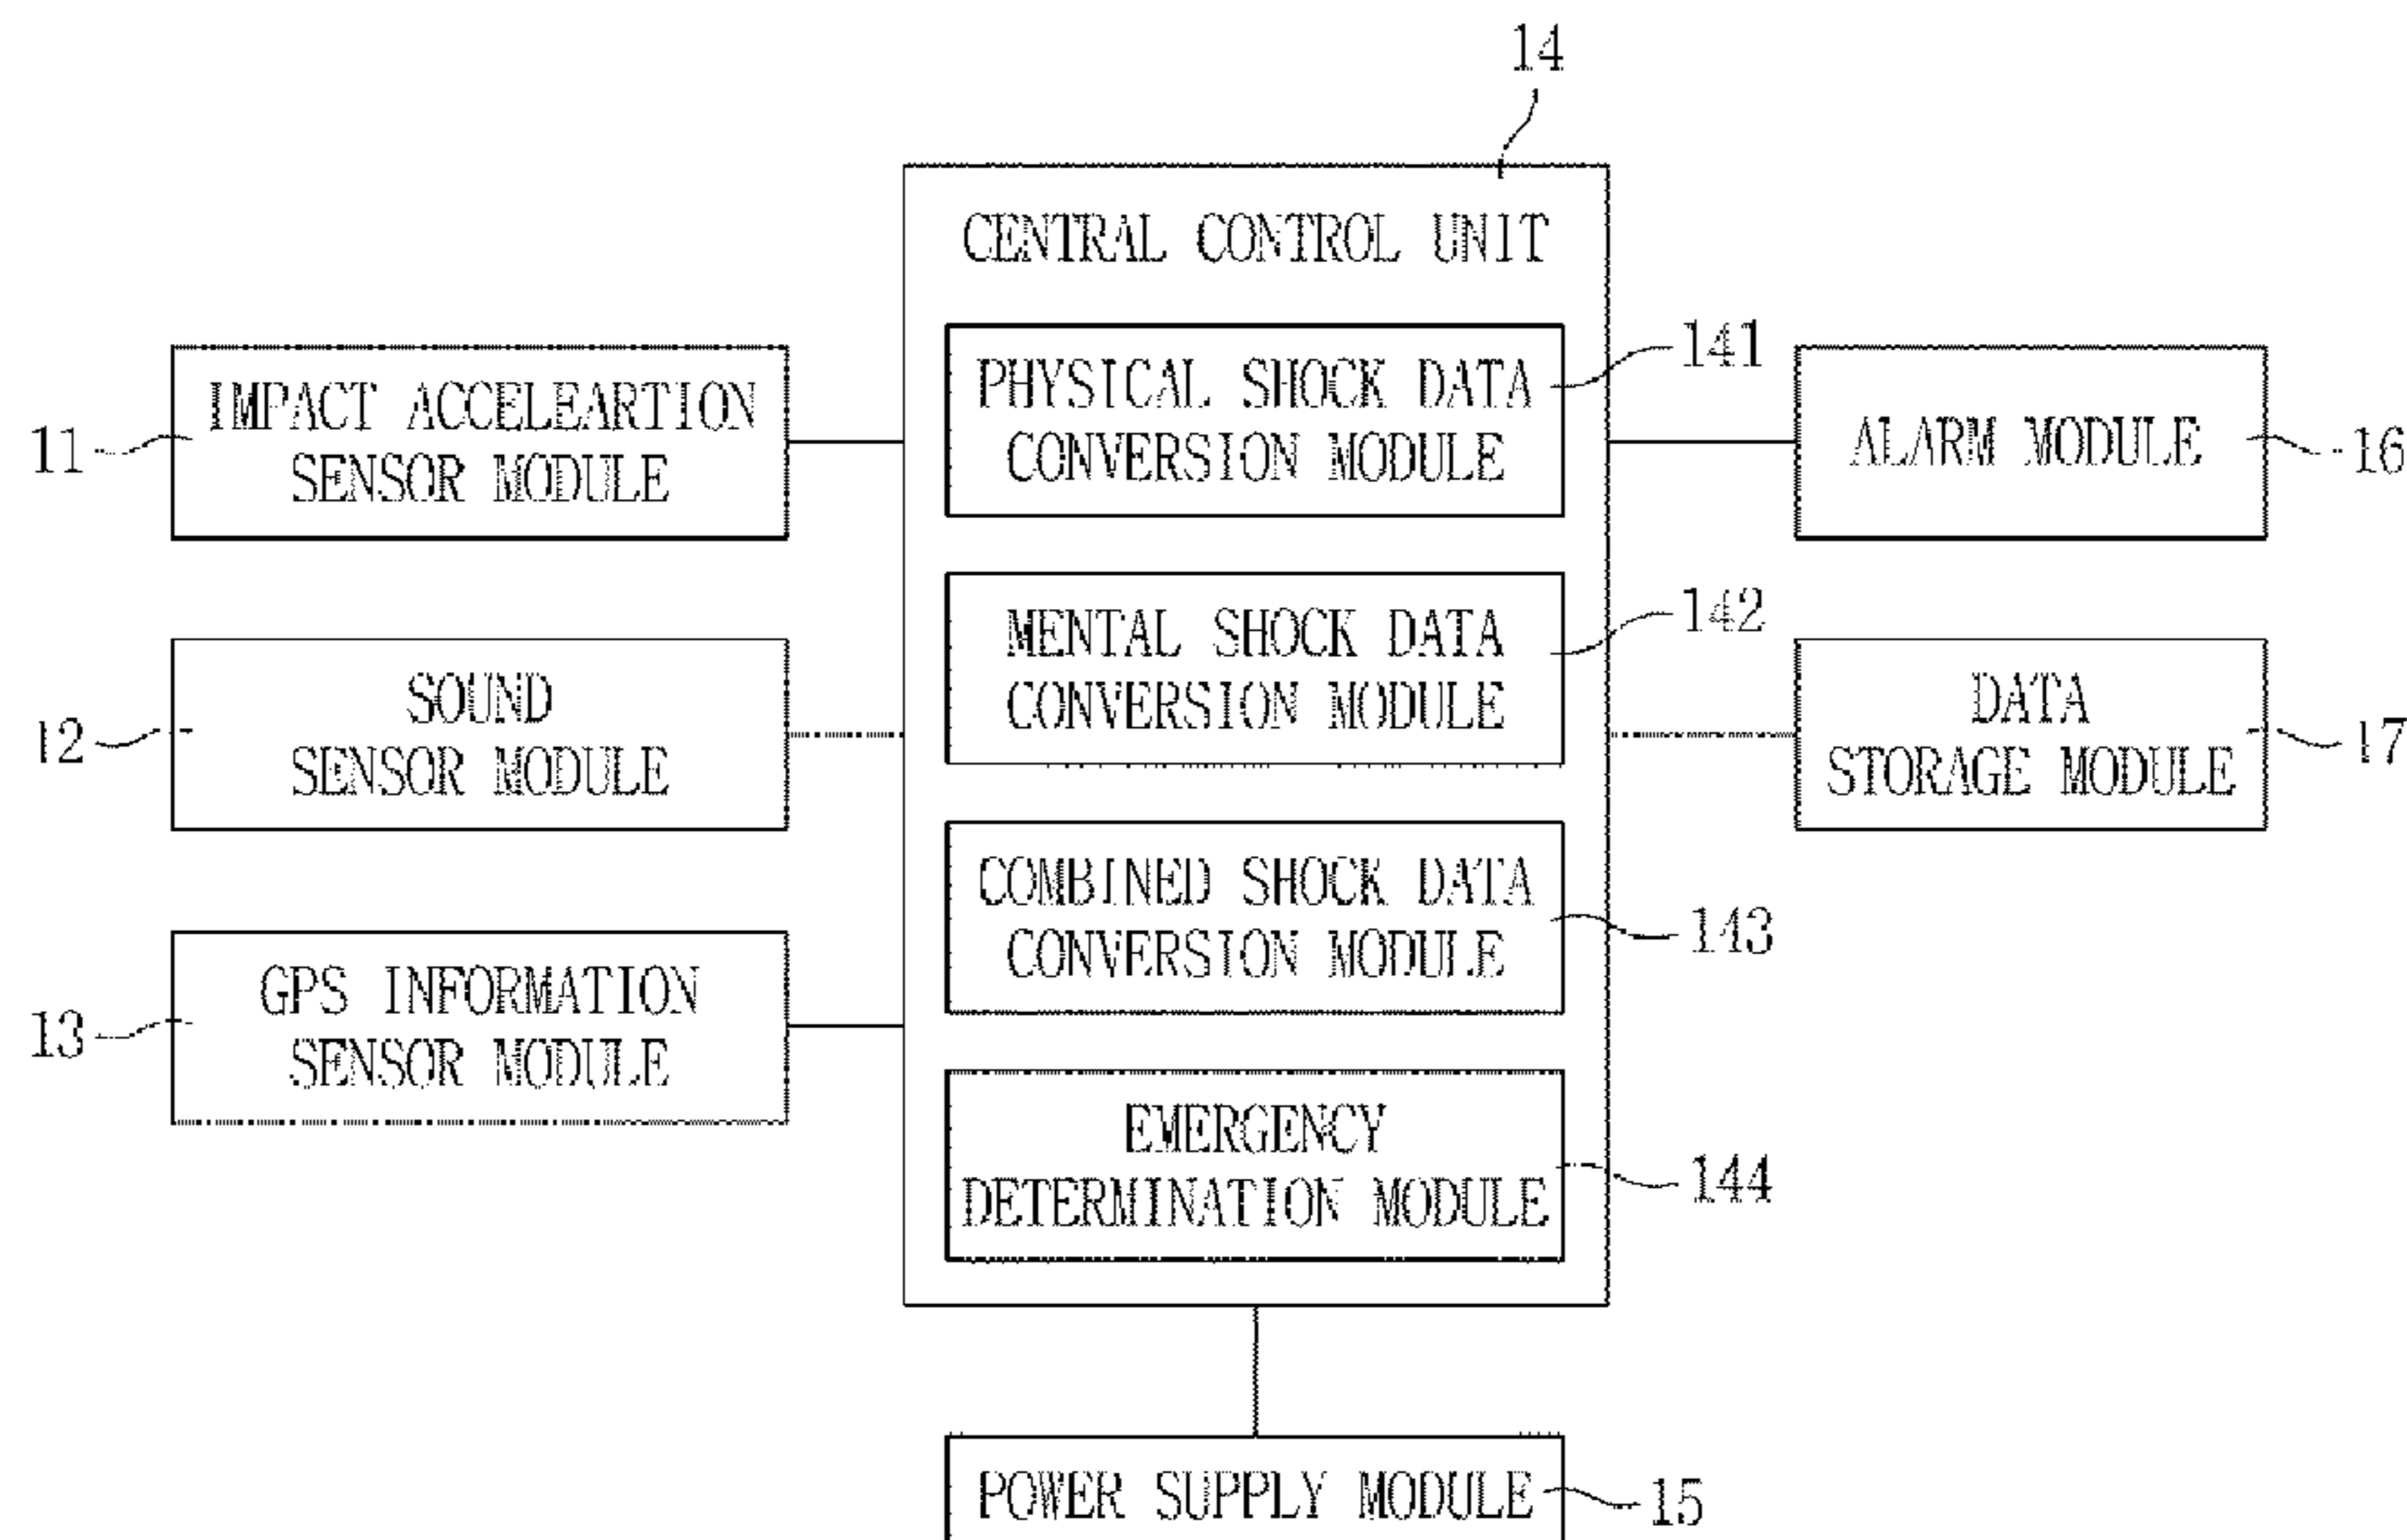 14
CENTRAL CONTROL UNIT
PHYSICAL SHOCK DATA
CONVERSION MODULE
141
MENTAL SHOCK DATA
CONVERSION MODULE
142
COMBINED SHOCK DATA
CONVERSION MODULE
143
EMERGENCY
DETERMINATION MODULE
144
11
IMPACT ACCELEARTION
SENSOR MODULE
12
SOUND
SENSOR MODULE
13
GPS INFORMATION
SENSOR MODULE
ALARM MODULE
16
DATA
STORAGE MODULE
17
POWER SUPPLY MODULE
15